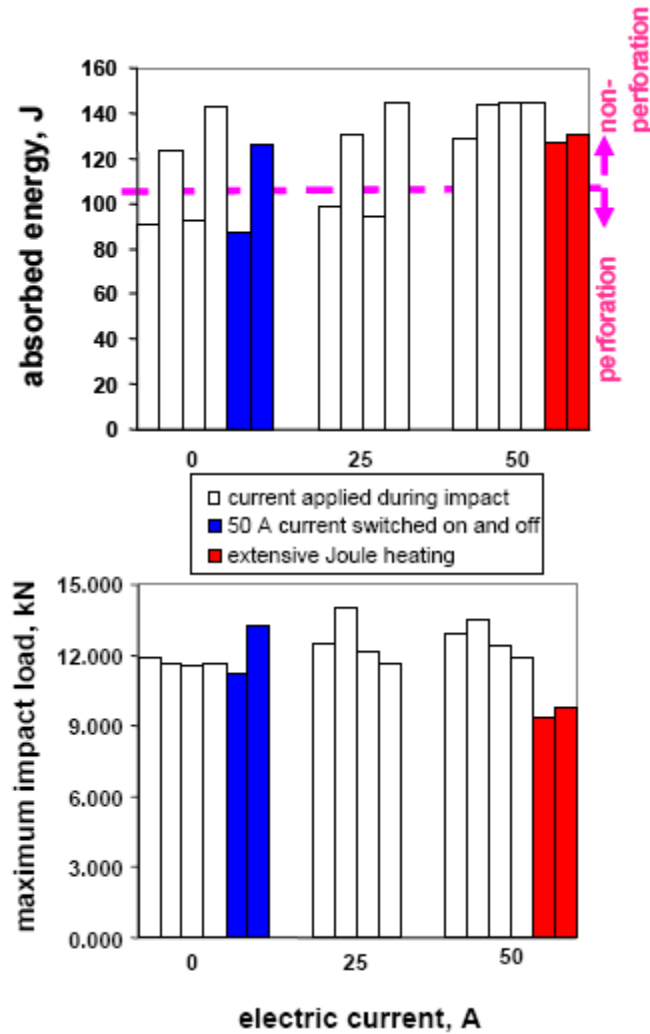 160
140
120
100
80
60
40
20
0
absorbed energy, J
non-
perforation
perforation
0 25 50
current applied during impact
50 A current switched on and off
extensive Joule heating
15.000
12.000
9.000
6.000
3.000
0.000
maximum impact load, kN
0 25 50
electric current, A